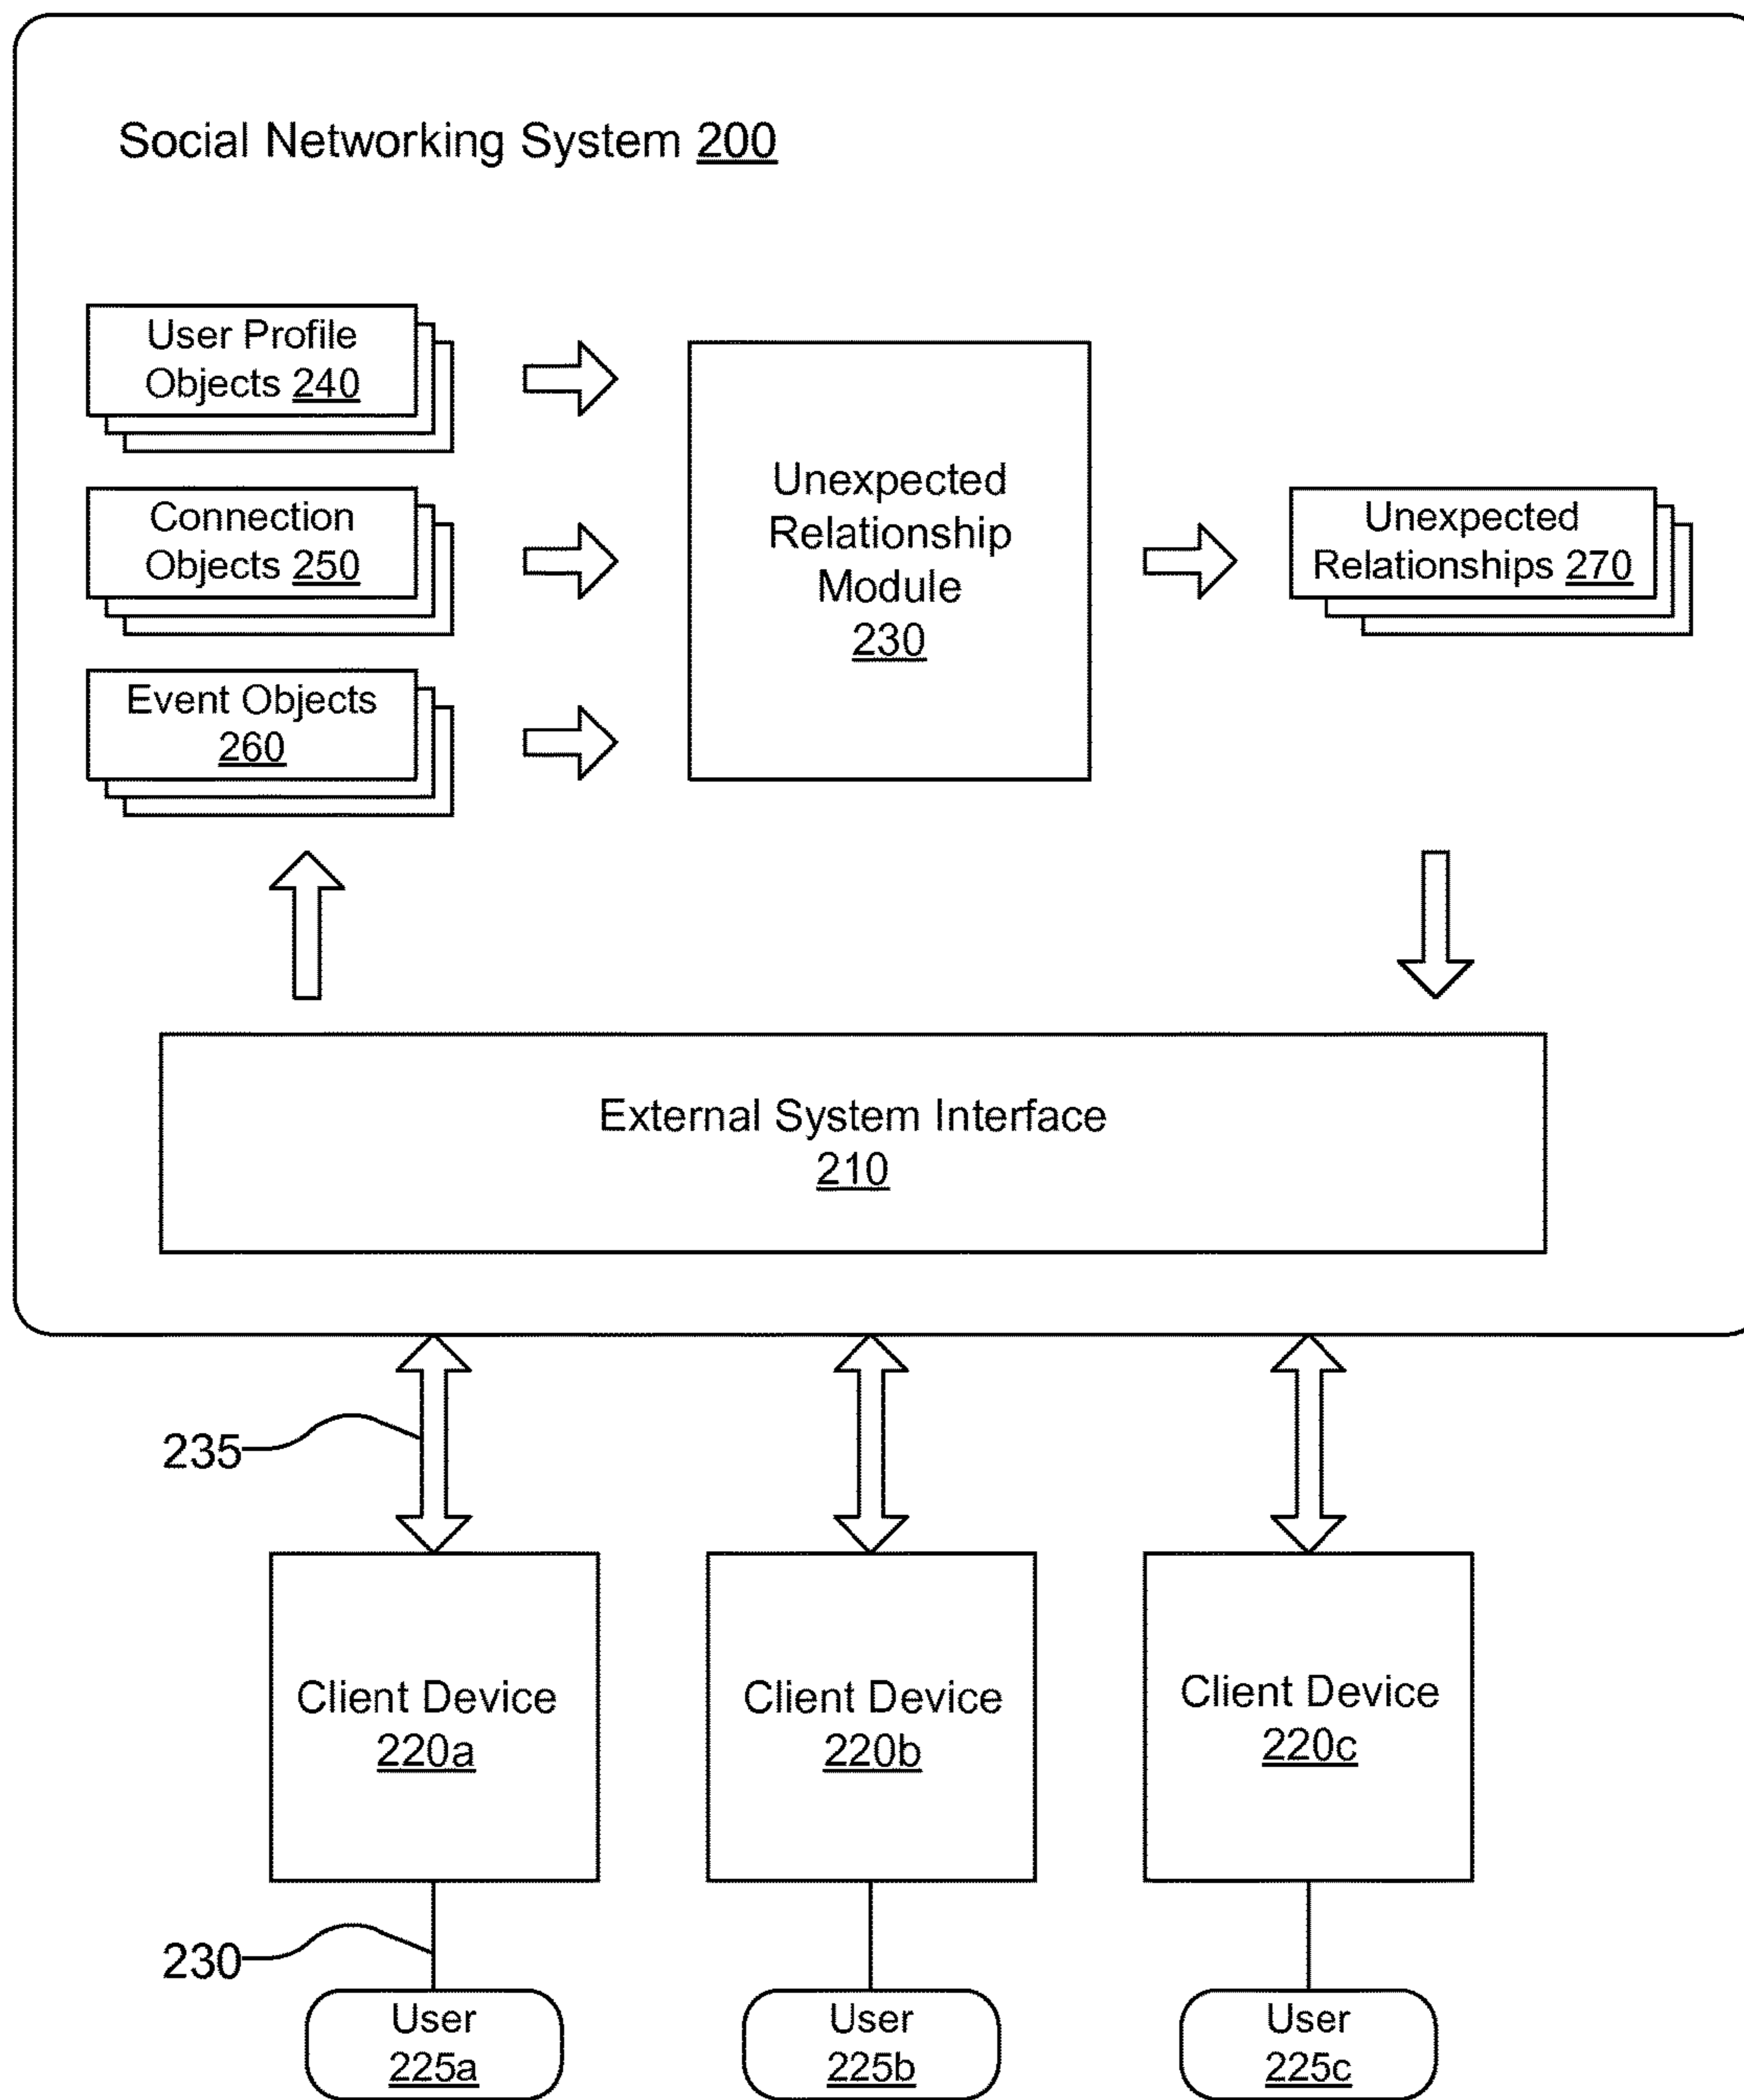 Social Networking System 200
User Profile
Objects 240
Connection
Objects 250
Event Objects
260
Unexpected
Relationship
Module
230
Unexpected
Relationships 270
External System Interface
210
235
Client Device
220a
Client Device
220b
Client Device
220c
230
User
225a
User
225b
User
225c